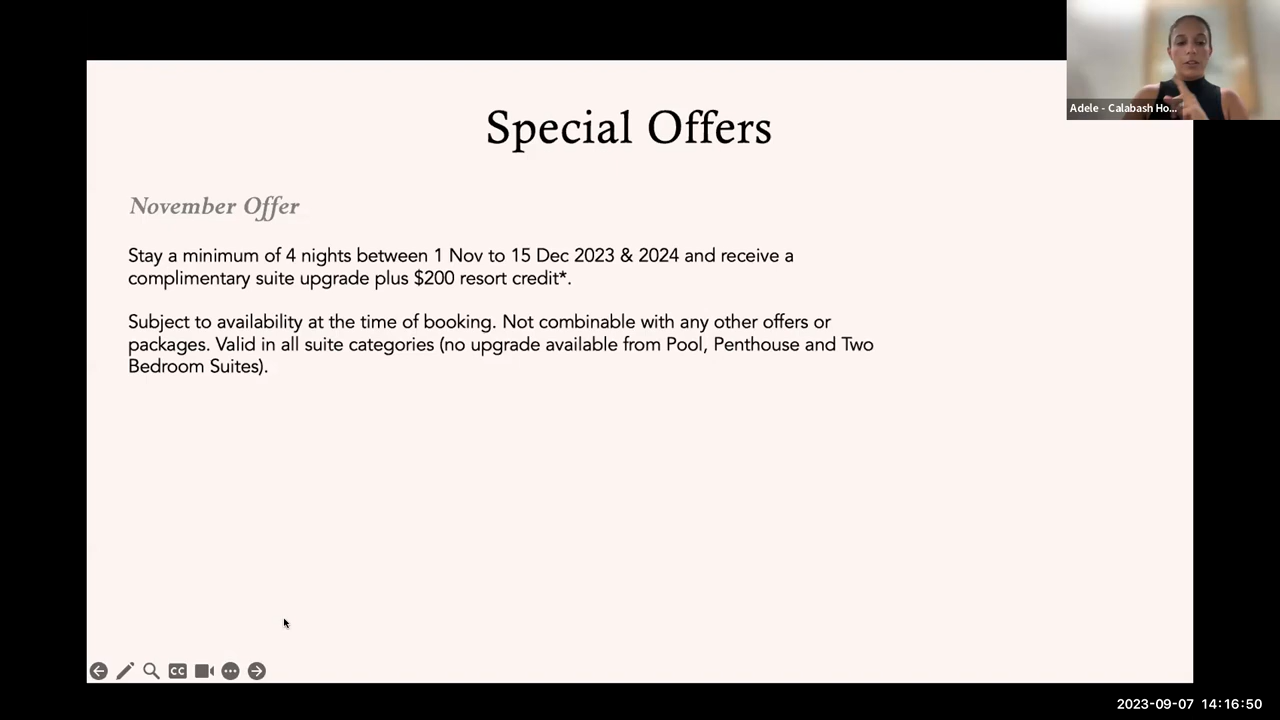 Adele - Calabash Ho...
Special Offers
November Offer
Stay a minimum of 4 nights between 1 Nov to 15 Dec 2023 & 2024 and receive a
complimentary suite upgrade plus $200 resort credit*.
Subject to availability at the time of booking. Not combinable with any other offers or
packages. Valid in all suite categories (no upgrade available from Pool, Penthouse and Two
Bedroom Suites).
CC
2023-09-07 14:16:50